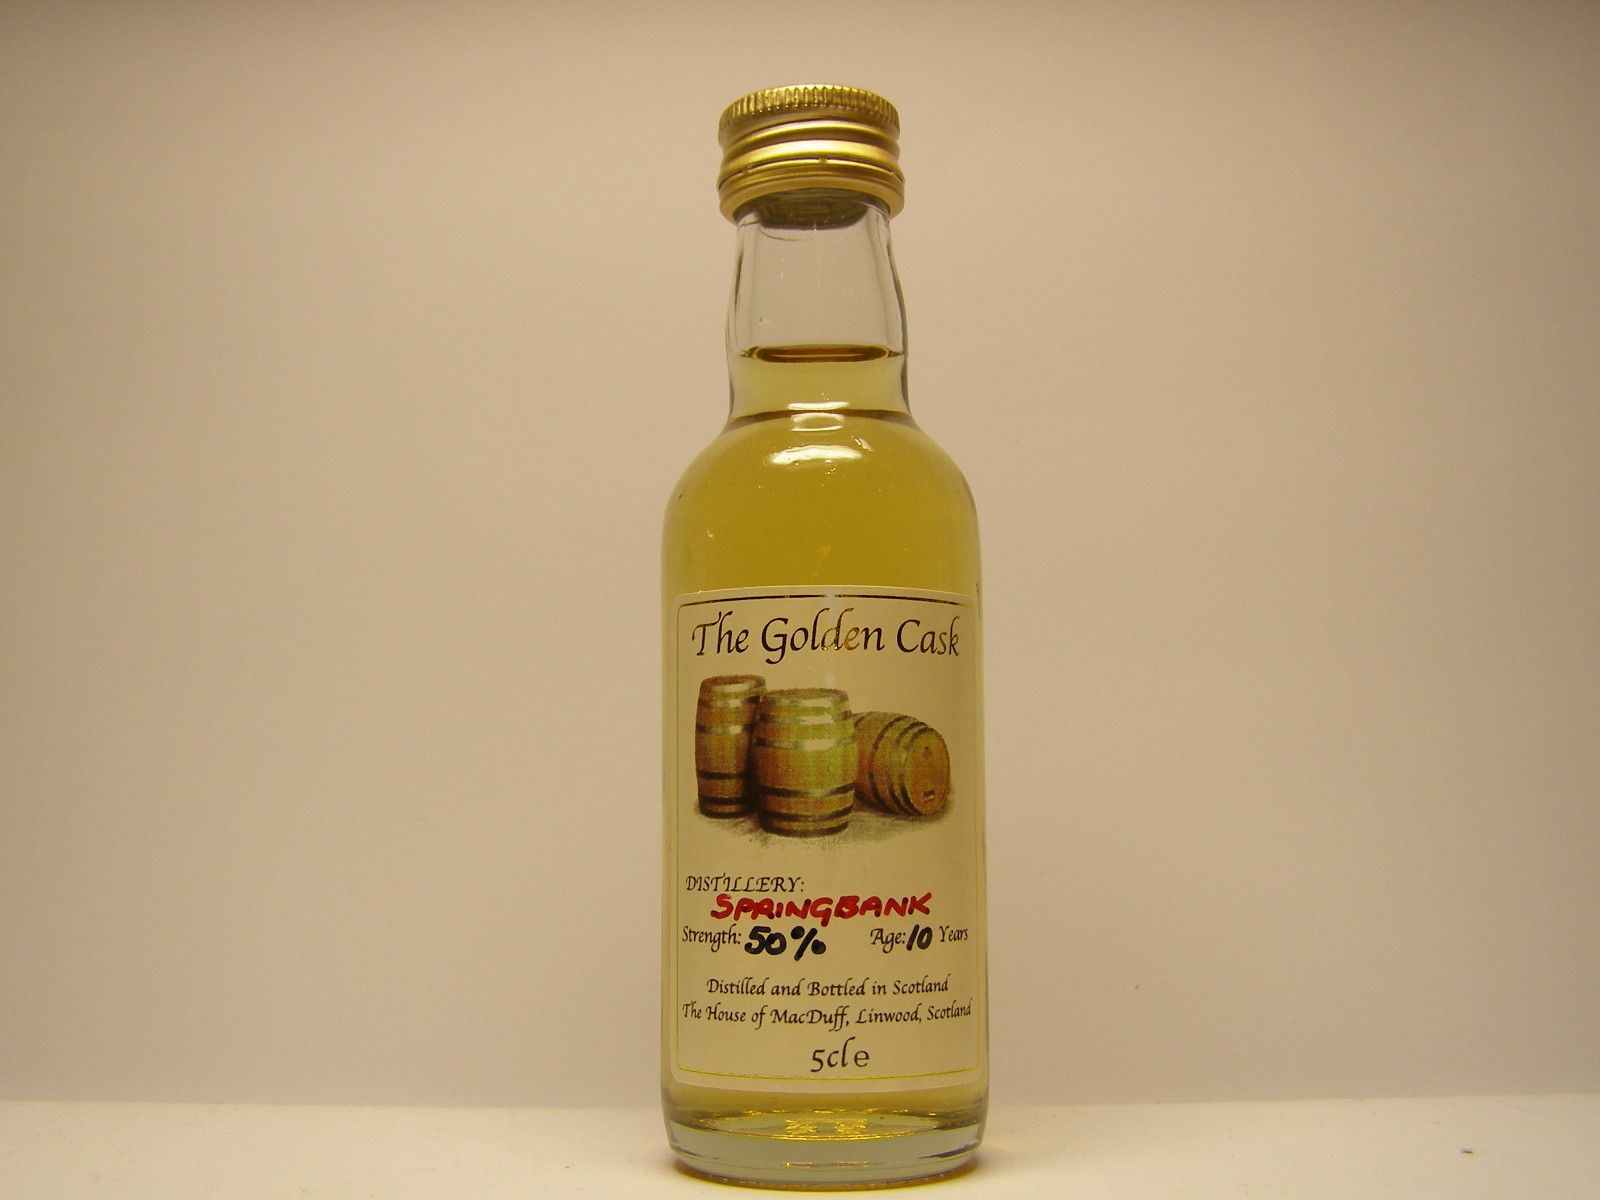 The Golden Cask
DISTILLERY:
SPRINGBANK
Strength: 50% Age: 10 Years
Distilled and Bottled in Scotland
The House of MacDuff, Linwood, Scotland
5cl e